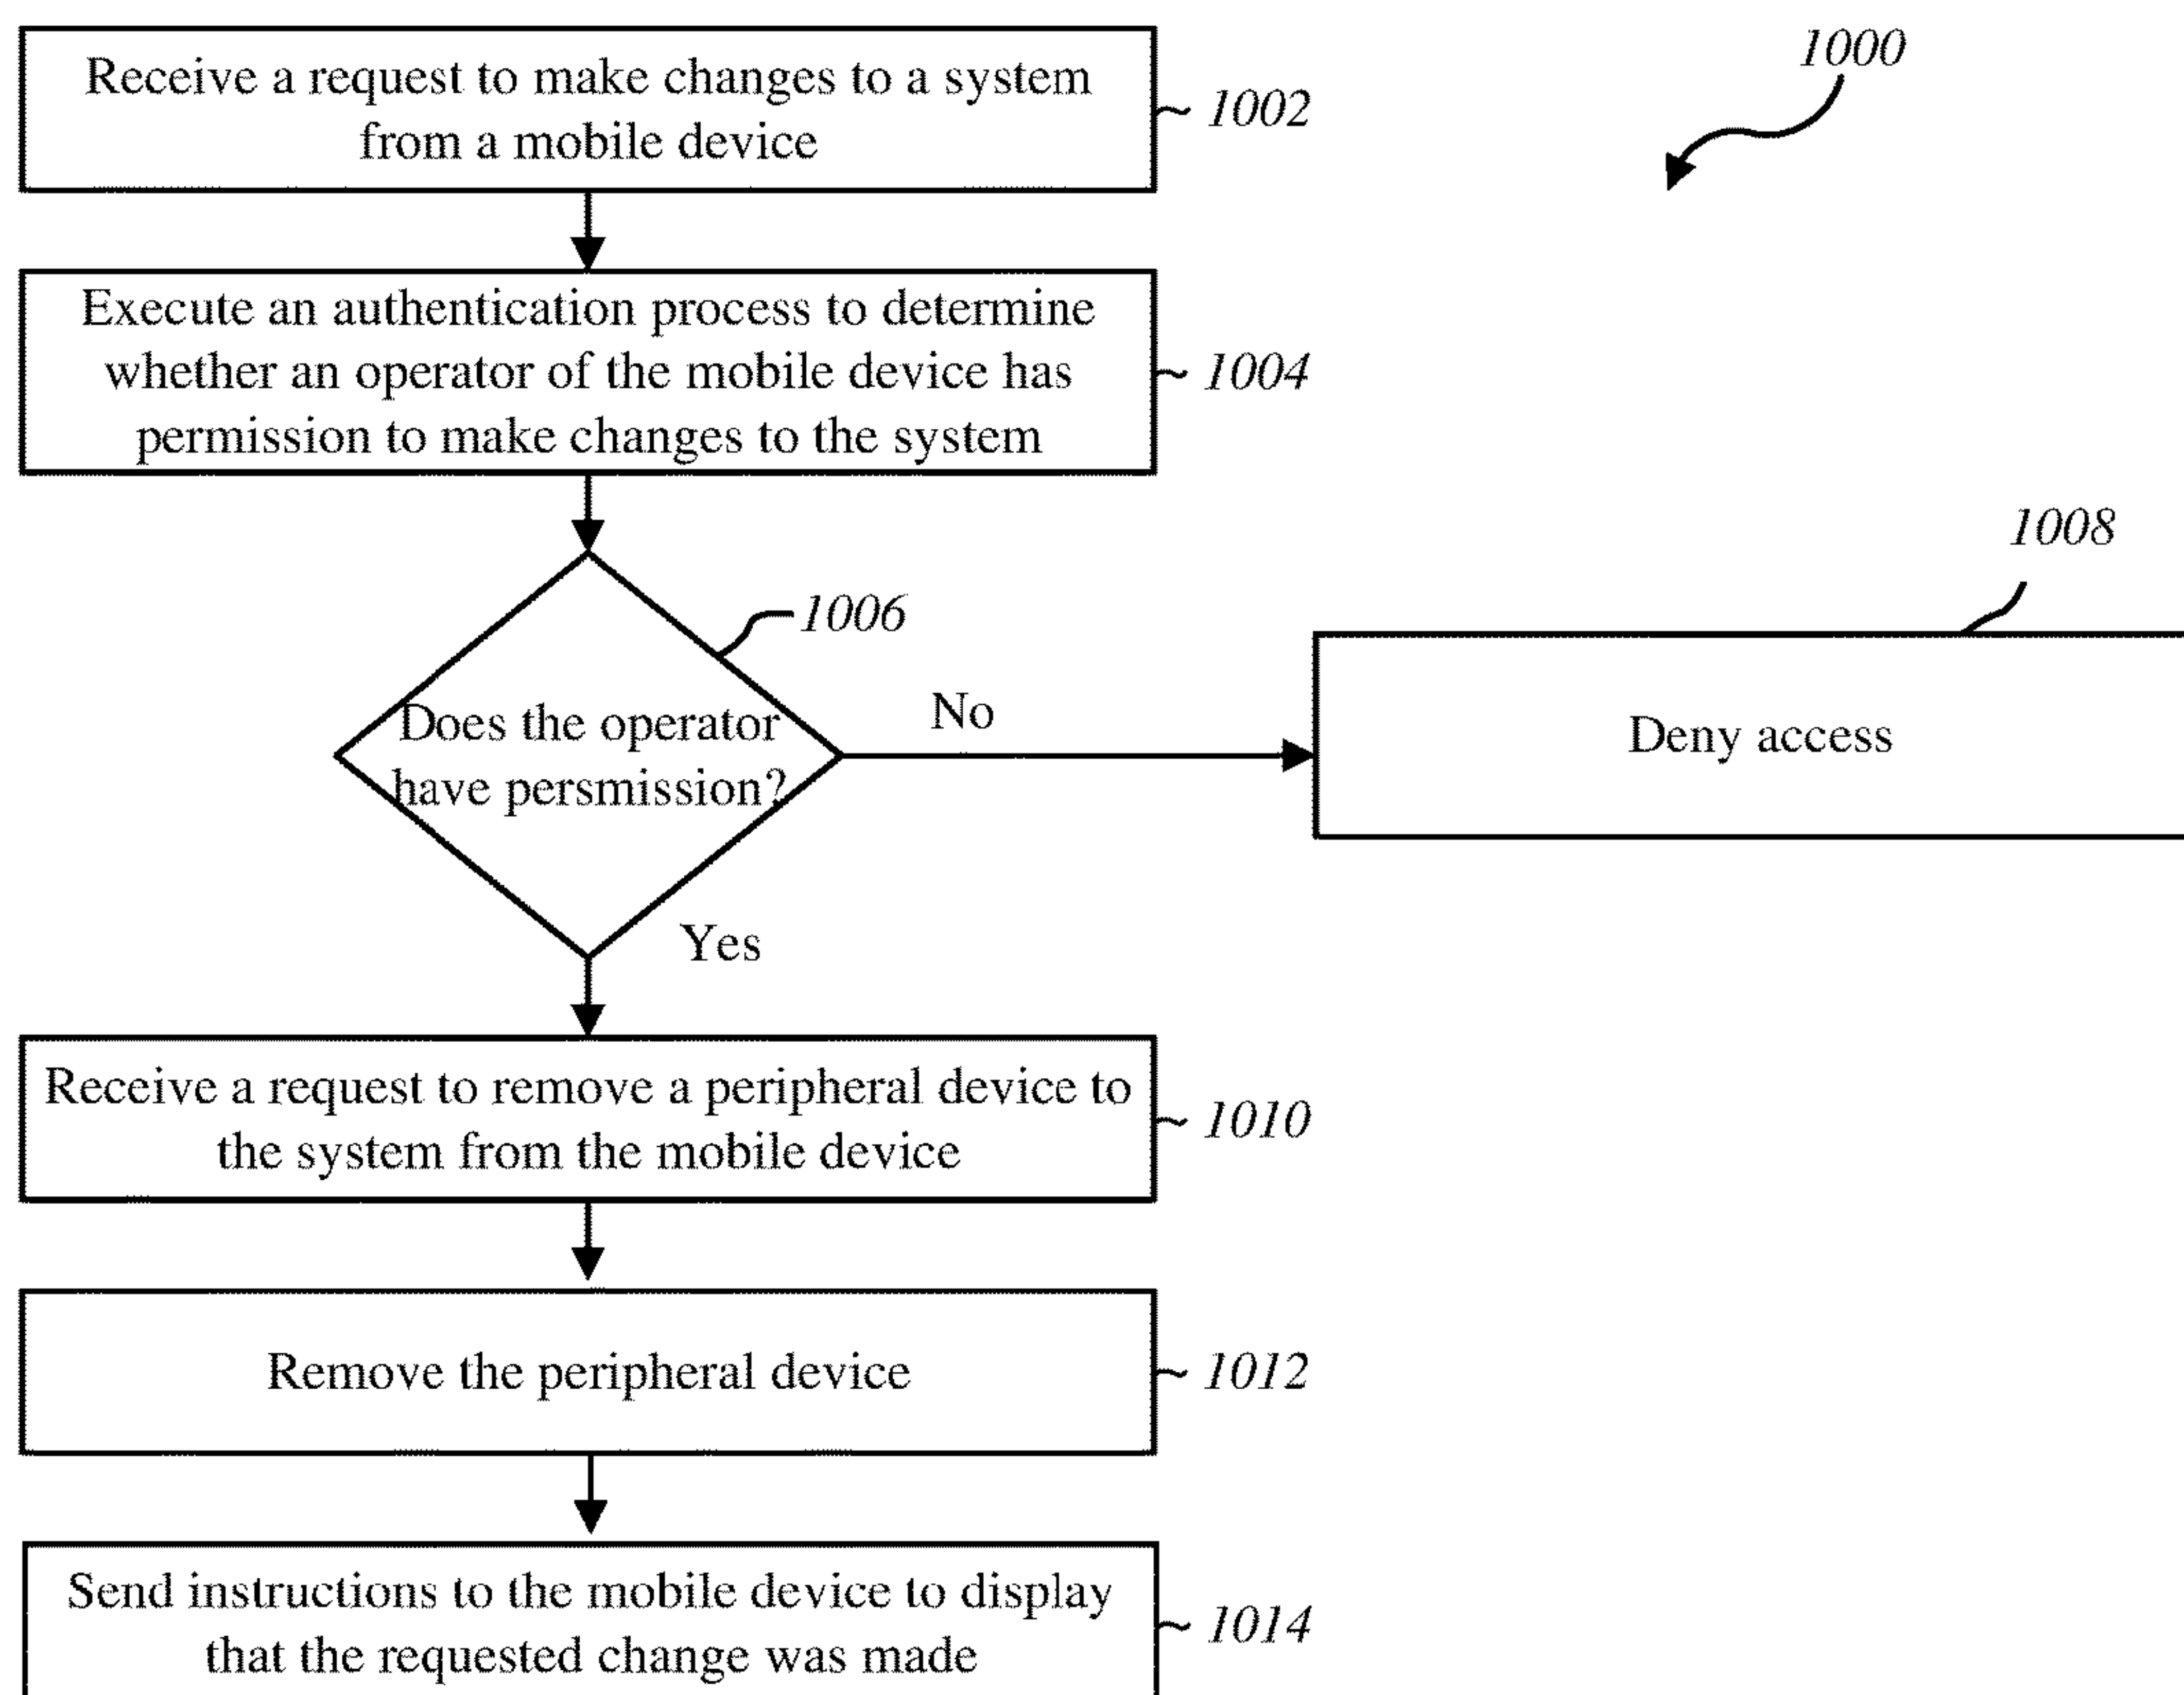 Receive a request to make changes to a system
from a mobile device
1002
1000
Execute an authentication process to determine
whether an operator of the mobile device has
permission to make changes to the system
1004
1006
Does the operator
have persmission?
No
1008
Deny access
Yes
Receive a request to remove a peripheral device to
the system from the mobile device
1010
Remove the peripheral device
1012
Send instructions to the mobile device to display
that the requested change was made
1014